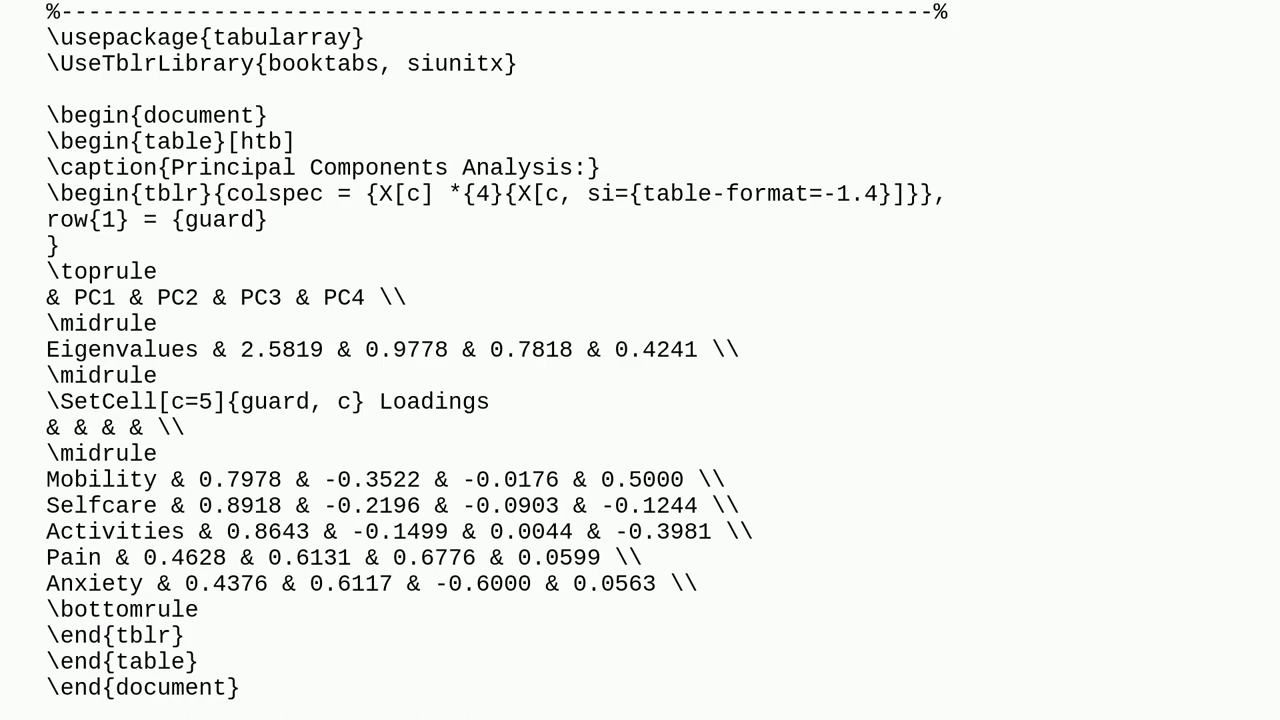 %---------------------------------------------------------------%
\usepackage{tabularray}
\UseTblrLibrary{booktabs, siunitx}
\begin{document}
\begin{table}[htb]
\caption{Principal Components Analysis:}
\begin{tblr}{colspec = {X[c] *{4}{X[c, si={table-format=-1.4}]}},
row{1} = {guard}
}
\toprule
& PC1 & PC2 & PC3 & PC4 \\
\midrule
Eigenvalues & 2.5819 & 0.9778 & 0.7818 & 0.4241 \\
\midrule
\SetCell[c=5]{guard, c} Loadings
& & & & \\
\midrule
Mobility & 0.7978 & -0.3522 & -0.0176 & 0.5000 \\
Selfcare & 0.8918 & -0.2196 & -0.0903 & -0.1244 \\
Activities & 0.8643 & -0.1499 & 0.0044 & -0.3981 \\
Pain & 0.4628 & 0.6131 & 0.6776 & 0.0599 \\
Anxiety & 0.4376 & 0.6117 & -0.6000 & 0.0563 \\
\bottomrule
\end{tblr}
\end{table}
\end{document}